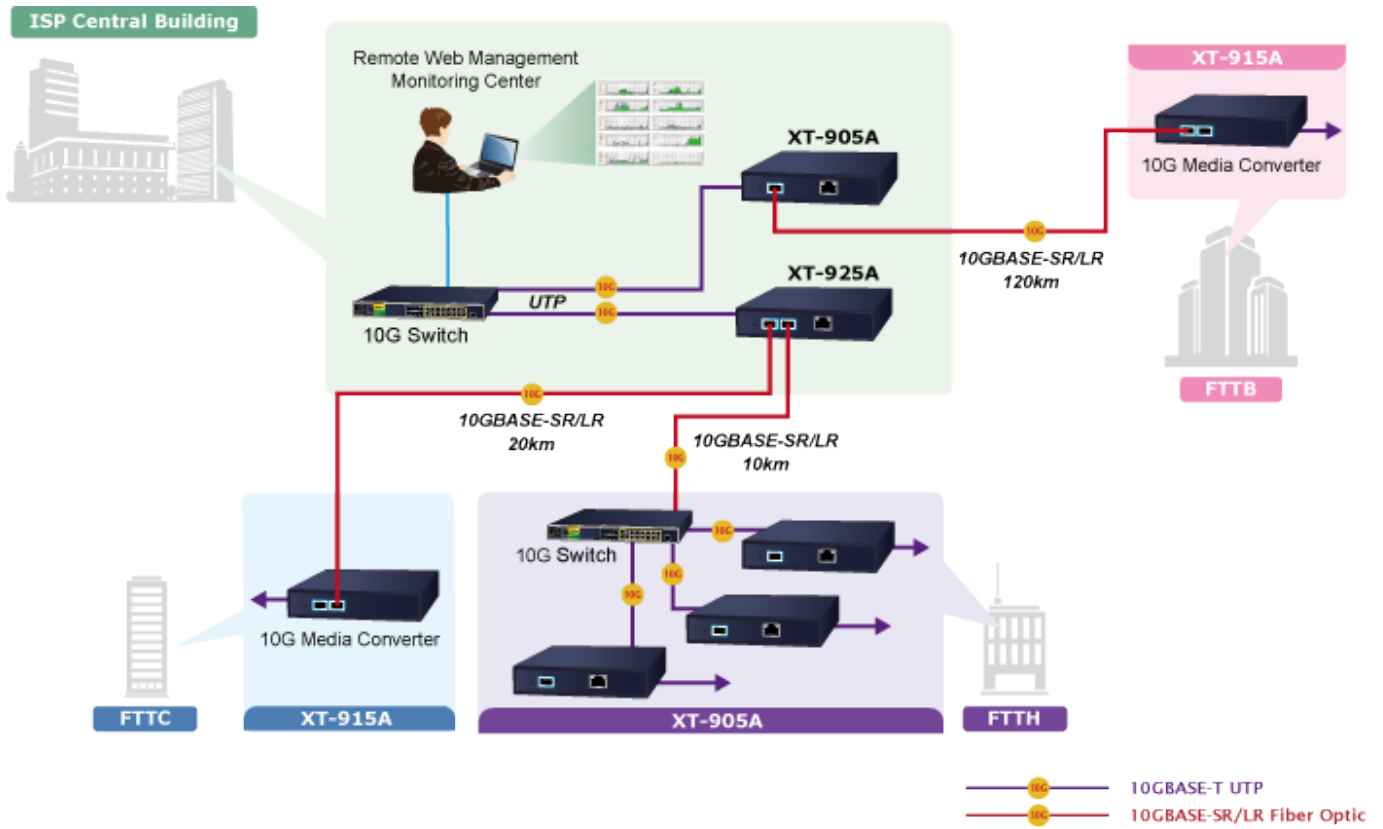 ISP Central Building
Remote Web Management
Monitoring Center
XT-905A
XT-915A
10G Media Converter
10G
10GBASE-SR/LR
120km
FTTB
10G
UTP
10G
10G Switch
XT-925A
10G
10GBASE-SR/LR
20km
10GBASE-SR/LR
10km
10G
10G Switch
10G
10G
10G
10G Media Converter
FTTC
XT-915A
XT-905A
FTTH
10G
10GBASE-T UTP
10G
10GBASE-SR/LR Fiber Optic